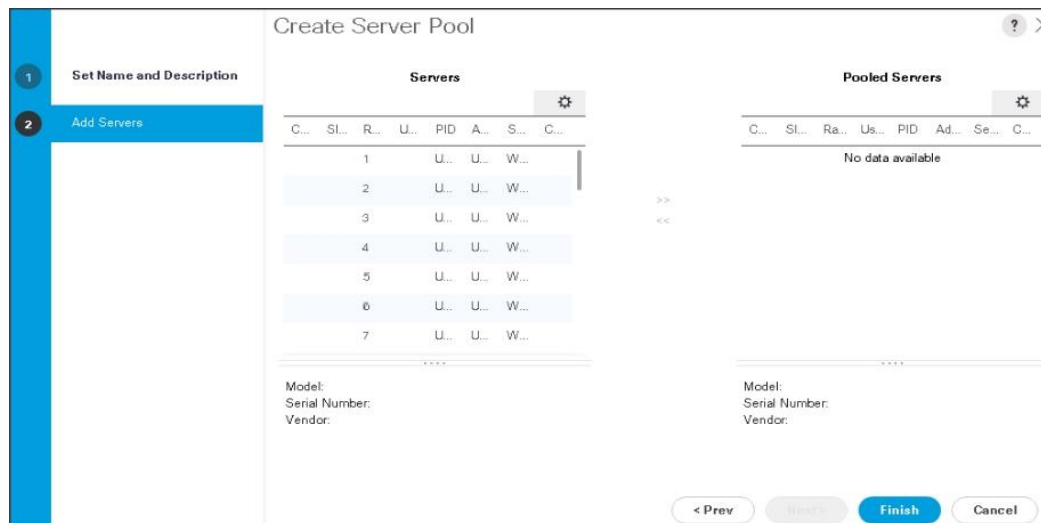 Create Server Pool
?
1 Set Name and Description
2 Add Servers
Servers
C... Sl... R... U... PID A... S... C...
1 U... U... W...
2 U... U... W...
3 U... U... W...
4 U... U... W...
5 U... U... W...
6 U... U... W...
7 U... U... W...
Model:
Serial Number:
Vendor:
>>
<<
Pooled Servers
C... Sl... Ra... Us... PID Ad... Se... C...
No data available
Model:
Serial Number:
Vendor:
< Prev Next > Finish Cancel